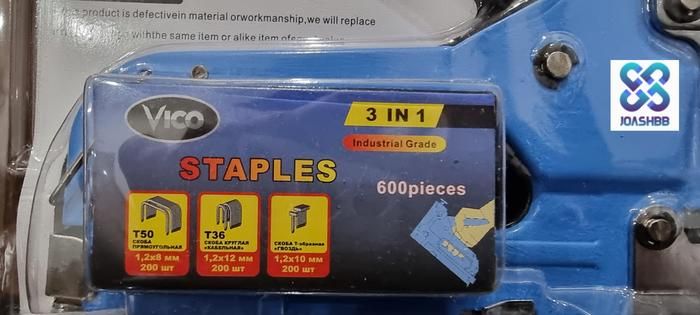 product is defectivein material orworkmanship,we will replace
withthe same item or alike item of
VICO
3 IN 1
Industrial Grade
STAPLES
600pieces
T50
СКОБА
ПРЯМОУГОЛЬНАЯ
1,2x8 мм
200 шт
T36
СКОБА КРУГЛАЯ
«КАБЕЛЬНАЯ»
1,2x12 мм
200 шт
СКОБА Т-образная
«ГВОЗДЬ»
1,2x10 мм
200 шт
JOASHBB